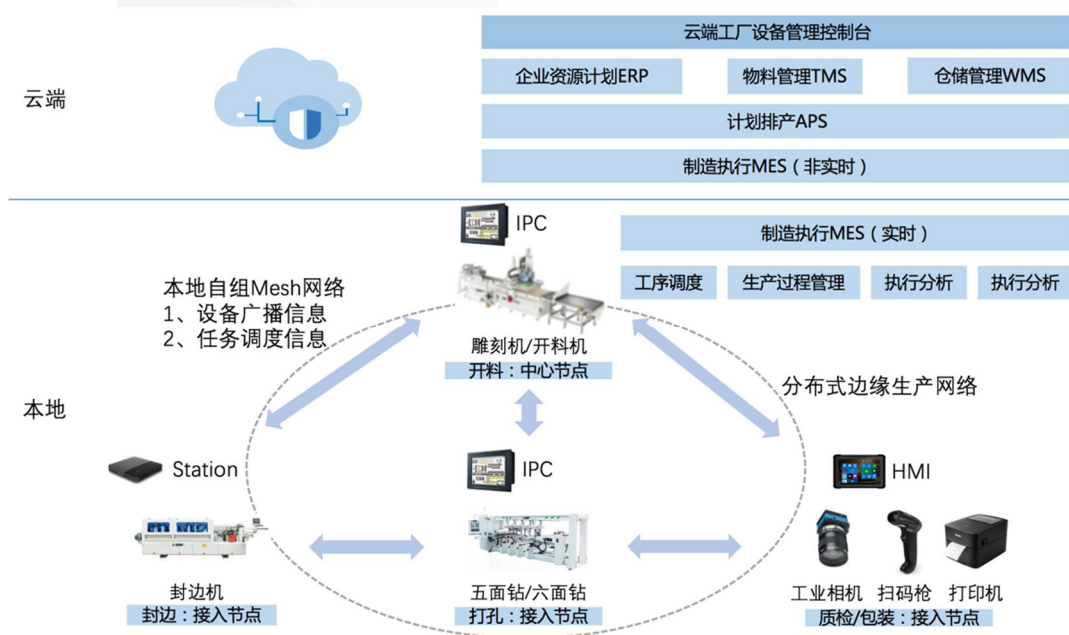 云端工厂设备管理控制台
企业资源计划ERP
物料管理TMS
仓储管理WMS
云端
计划排产APS
制造执行MES（非实时）
IPC
制造执行MES（实时）
工序调度
生产过程管理
执行分析
执行分析
本地自组Mesh网络
1、设备广播信息
2、任务调度信息
雕刻机/开料机
开料：中心节点
分布式边缘生产网络
本地
Station
IPC
HMI
封边机
封边：接入节点
五面钻/六面钻
打孔：接入节点
工业相机
扫码枪
打印机
质检/包装：接入节点